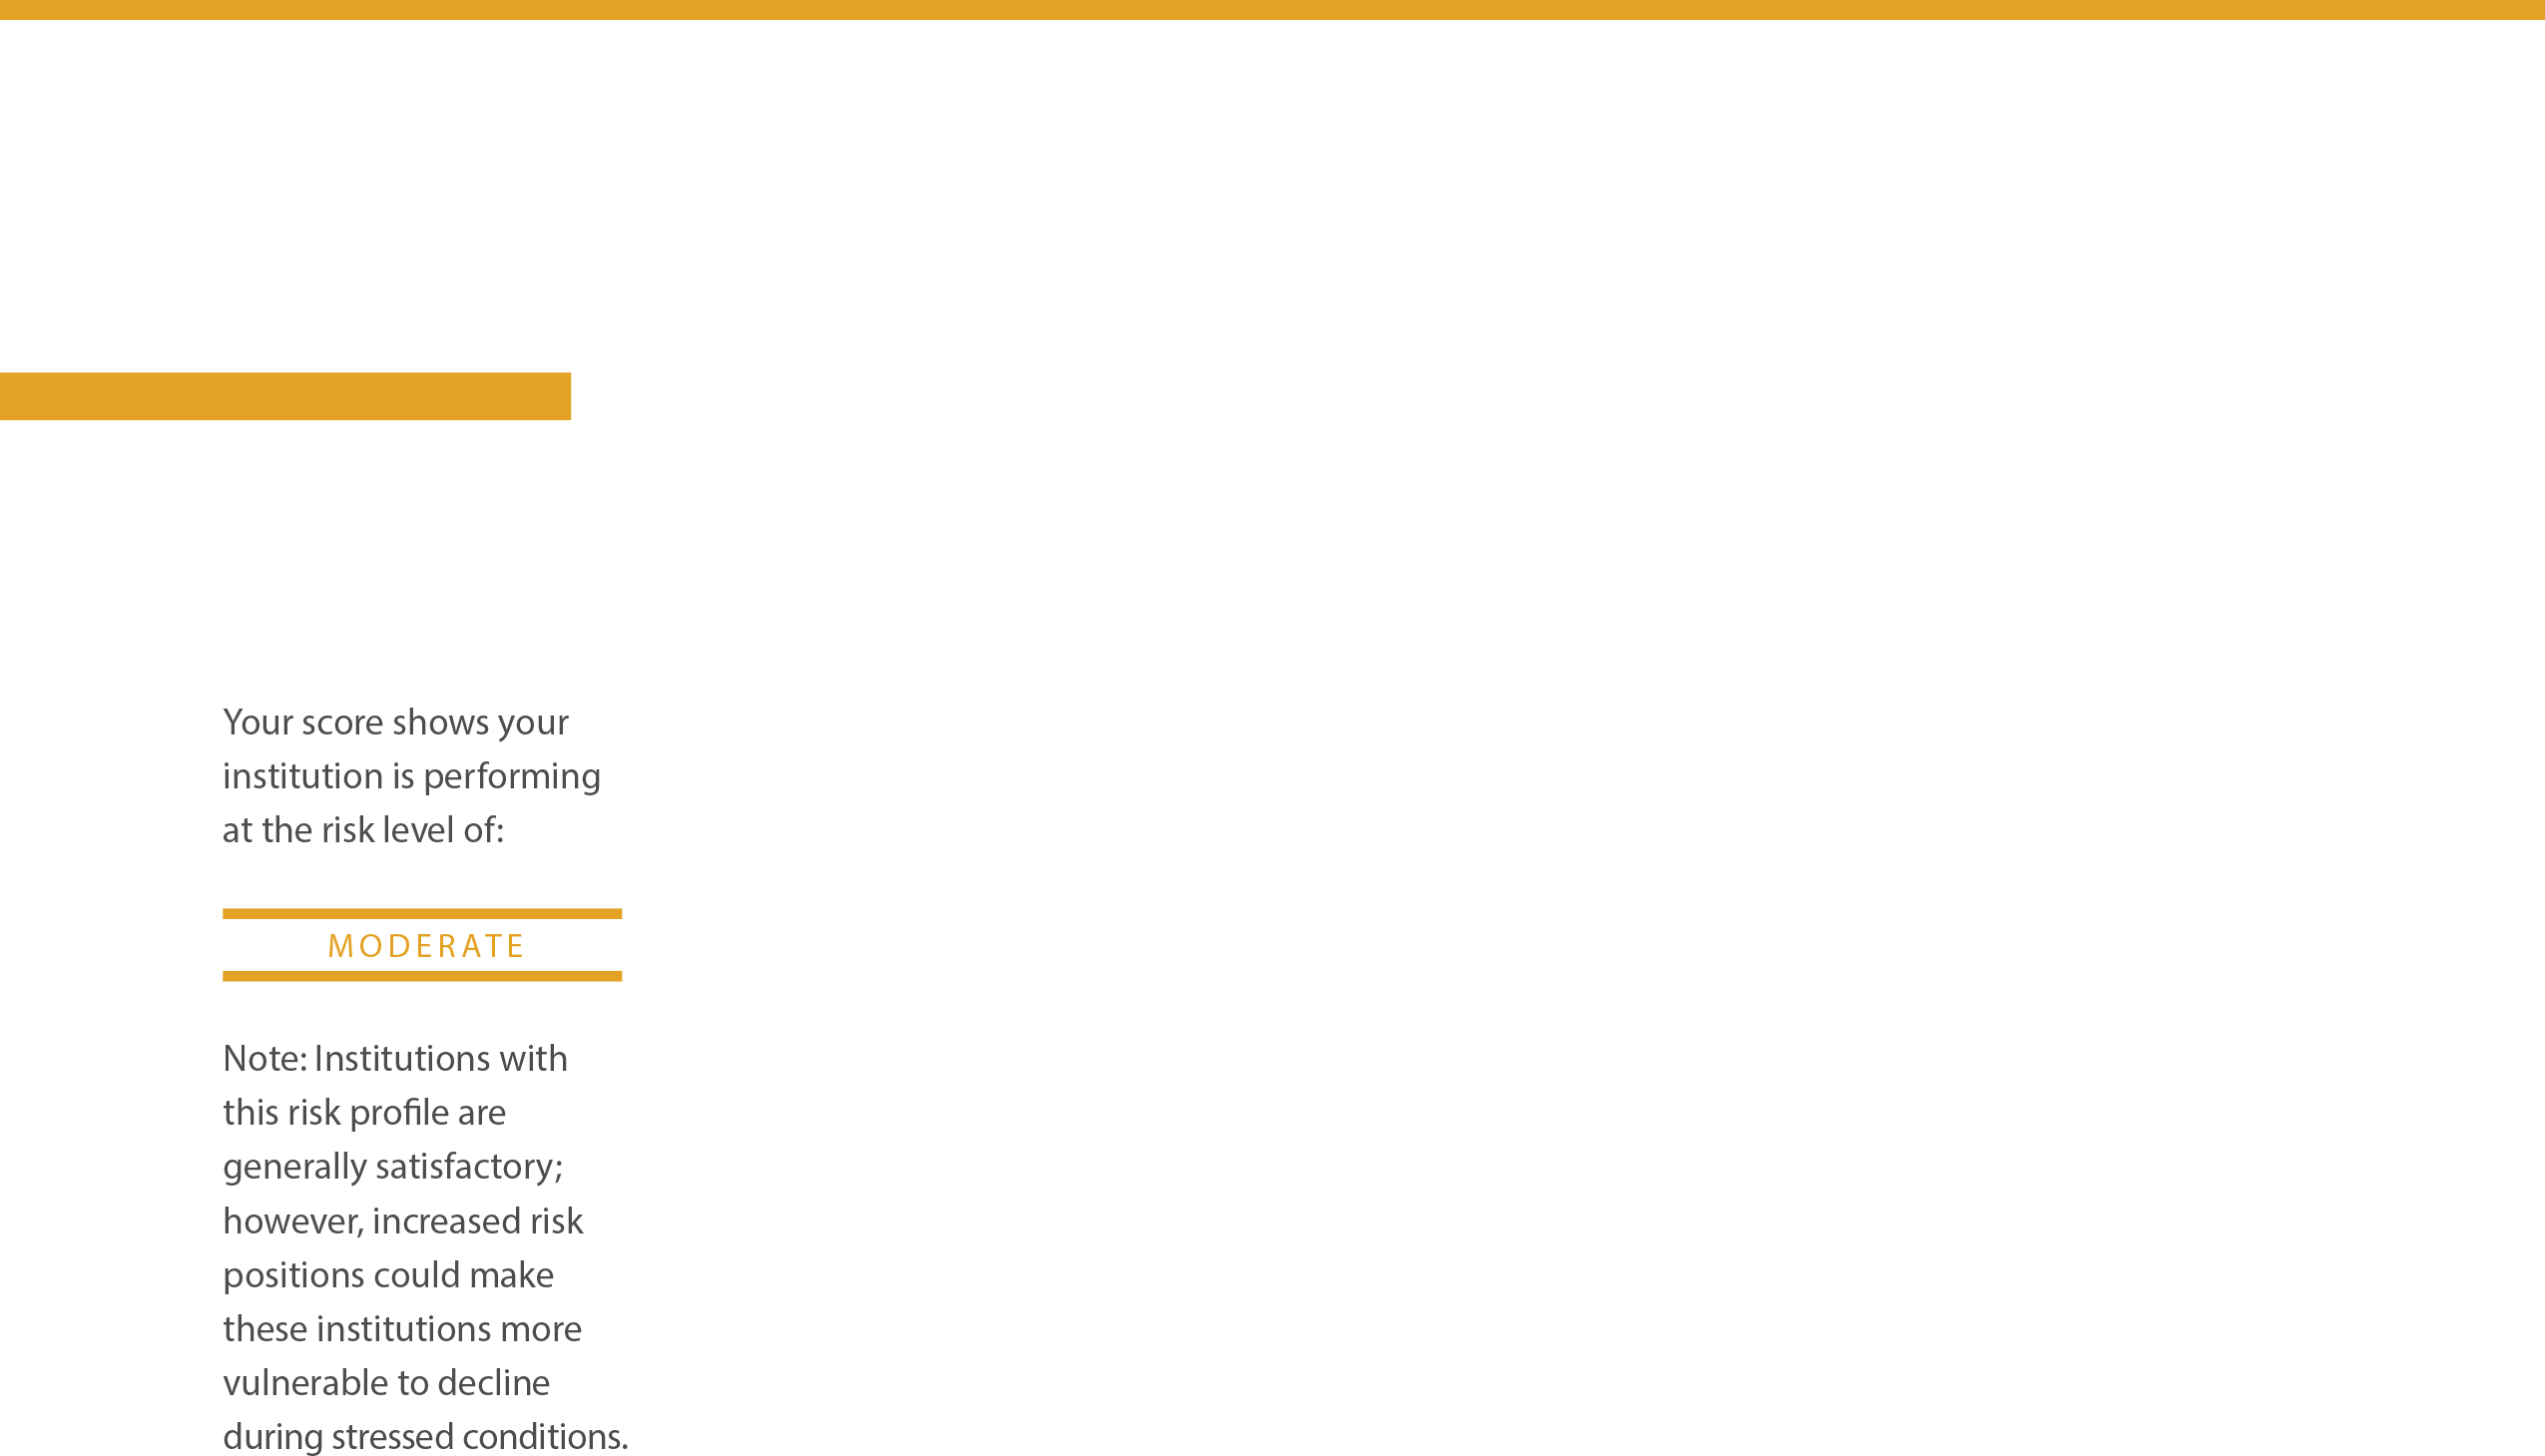 Your score shows your
institution is performing
at the risk level of:
MODERATE
Note: Institutions with
this risk profile are
generally satisfactory;
however, increased risk
positions could make
these institutions more
vulnerable to decline
during stressed conditions.